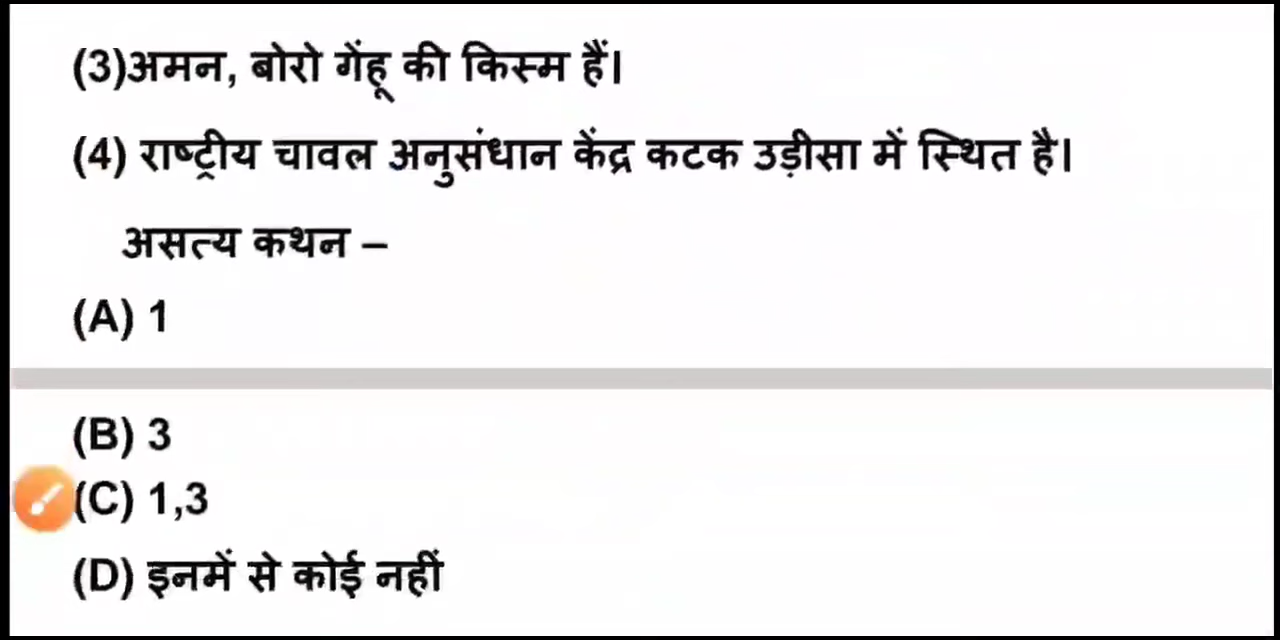 (3)अमन, बोरो गेंहू की किस्म हैं।
(4) राष्ट्रीय चावल अनुसंधान केंद्र कटक उड़ीसा में स्थित है।
असत्य कथन –
(A) 1
(B) 3
(C) 1,3
(D) इनमें से कोई नहीं